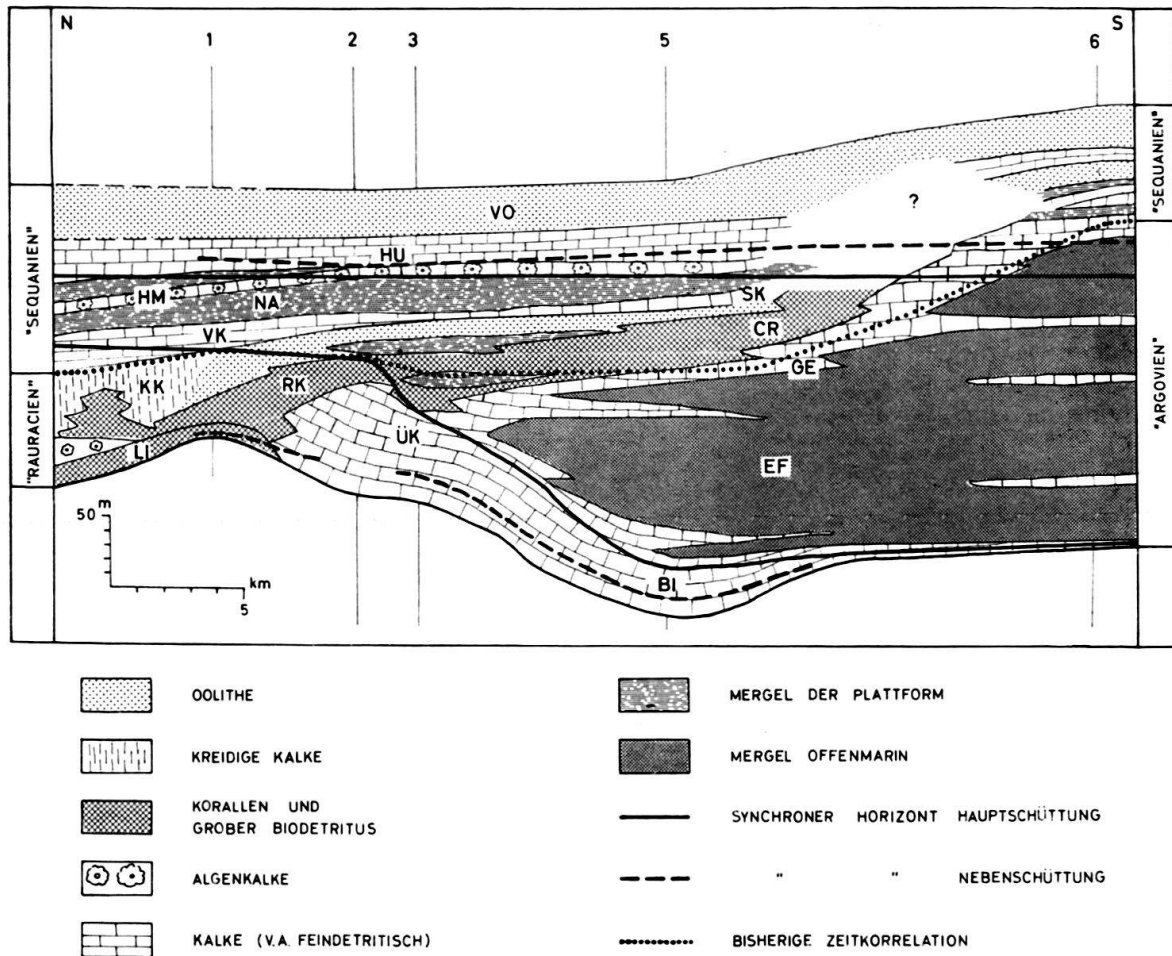 N S
1 2 3 5 6
"SEQUANIEN"
"RAURACIEN"
"SEQUANIEN"
"ARGOVIEN"
VO
?
HU
HM NA SK
VK CR
KK RK GE
ÜK
LI EF
BI
50 m
km
5
OOLITHE
KREIDIGE KALKE
KORALLEN UND
GROBER BIODETRITUS
ALGENKALKE
KALKE (V.A. FEINDETRITISCH)
MERGEL DER PLATTFORM
MERGEL OFFENMARIN
SYNCHRONER HORIZONT HAUPTSCHÜTTUNG
" " NEBENSCHÜTTUNG
BISHERIGE ZEITKORRELATION